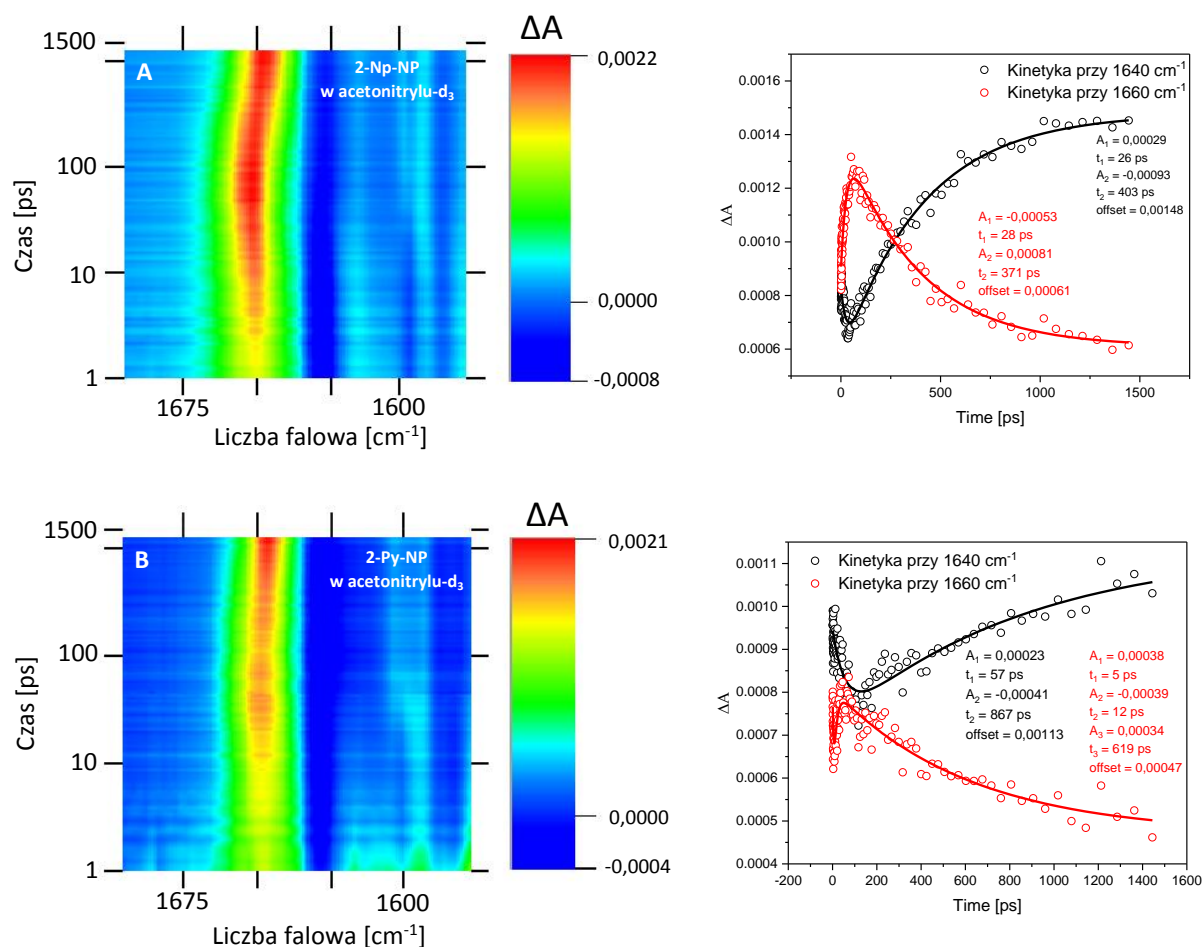 1500
100
10
1
Czas [ps]
A
2-Np-NP
w acetonitrylu-d3
1675
1600
Liczba falowa [cm-1]
ΔA
0,0022
0,0000
-0,0008
0.0016
0.0014
0.0012
0.0010
0.0008
0.0006
ΔA
Kinetyka przy 1640 cm-1
Kinetyka przy 1660 cm-1
A1 = 0,00029
t1 = 26 ps
A2 = -0,00093
t2 = 403 ps
offset = 0,00148
A1 = -0,00053
t1 = 28 ps
A2 = 0,00081
t2 = 371 ps
offset = 0,00061
0
500
1000
1500
Time [ps]
1500
100
10
1
Czas [ps]
B
2-Py-NP
w acetonitrylu-d3
1675
1600
Liczba falowa [cm-1]
ΔA
0,0021
0,0000
-0,0004
0.0011
0.0010
0.0009
0.0008
0.0007
0.0006
0.0005
0.0004
ΔA
Kinetyka przy 1640 cm-1
Kinetyka przy 1660 cm-1
A1 = 0,00023
t1 = 57 ps
A2 = -0,00041
t2 = 867 ps
offset = 0,00113
A1 = 0,00038
t1 = 5 ps
A2 = -0,00039
t2 = 12 ps
A3 = 0,00034
t3 = 619 ps
offset = 0,00047
-200
0
200
400
600
800
1000
1200
1400
1600
Time [ps]